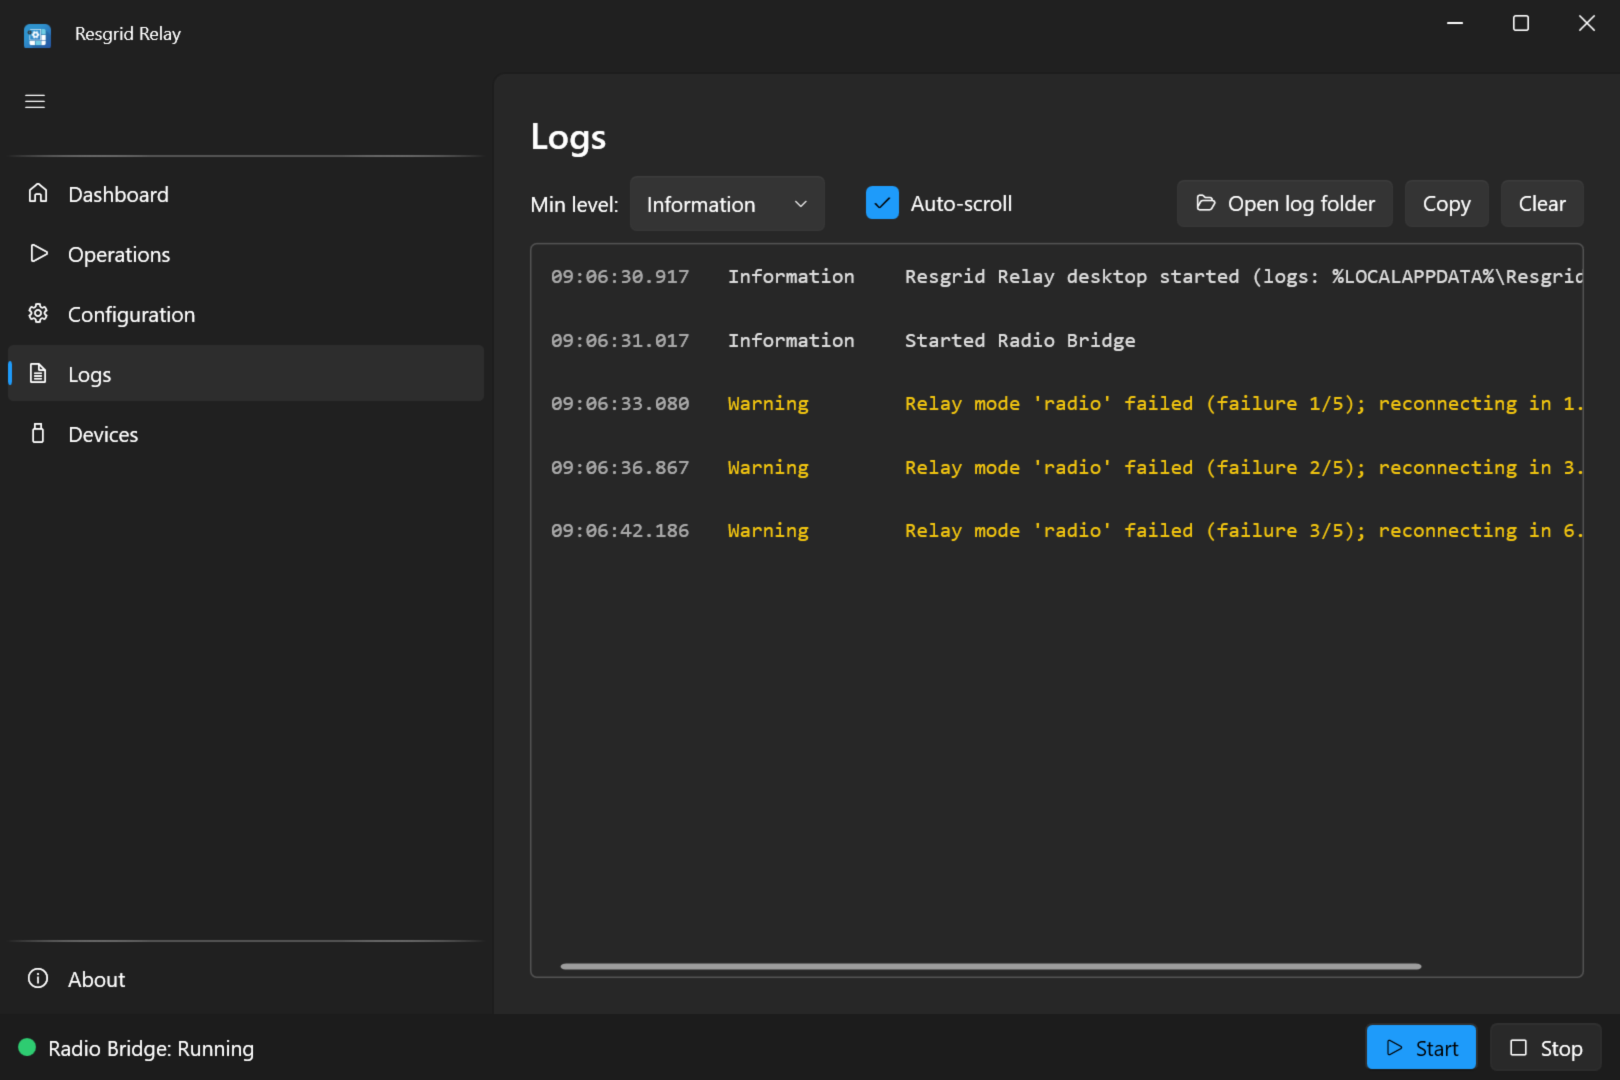 Resgrid Relay
Dashboard
Operations
Configuration
Logs
Devices
About
Logs
Min level: Information Auto-scroll Open log folder Copy Clear
09:06:30.917 Information Resgrid Relay desktop started (logs: %LOCALAPPDATA%\Resgrid
09:06:31.017 Information Started Radio Bridge
09:06:33.080 Warning Relay mode 'radio' failed (failure 1/5); reconnecting in 1.
09:06:36.867 Warning Relay mode 'radio' failed (failure 2/5); reconnecting in 3.
09:06:42.186 Warning Relay mode 'radio' failed (failure 3/5); reconnecting in 6.
Radio Bridge: Running Start Stop